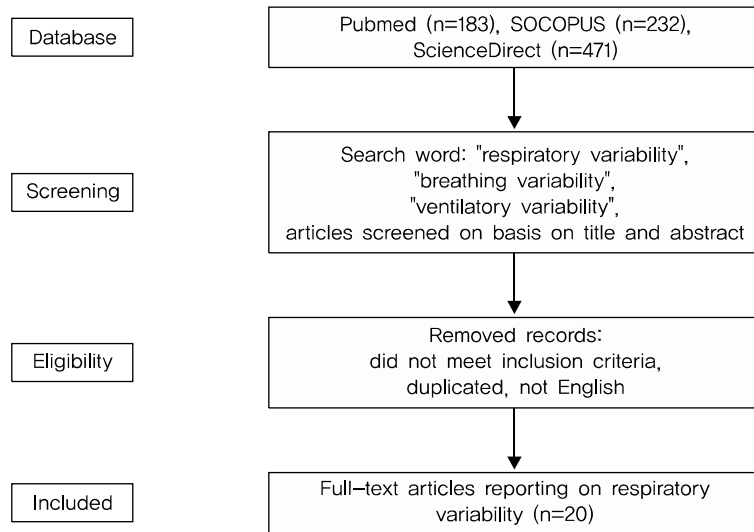 Database
Pubmed (n=183), SOCOPUS (n=232),
ScienceDirect (n=471)
Screening
Search word: "respiratory variability",
"breathing variability",
"ventilatory variability",
articles screened on basis on title and abstract
Eligibility
Removed records:
did not meet inclusion criteria,
duplicated, not English
Included
Full-text articles reporting on respiratory
variability (n=20)